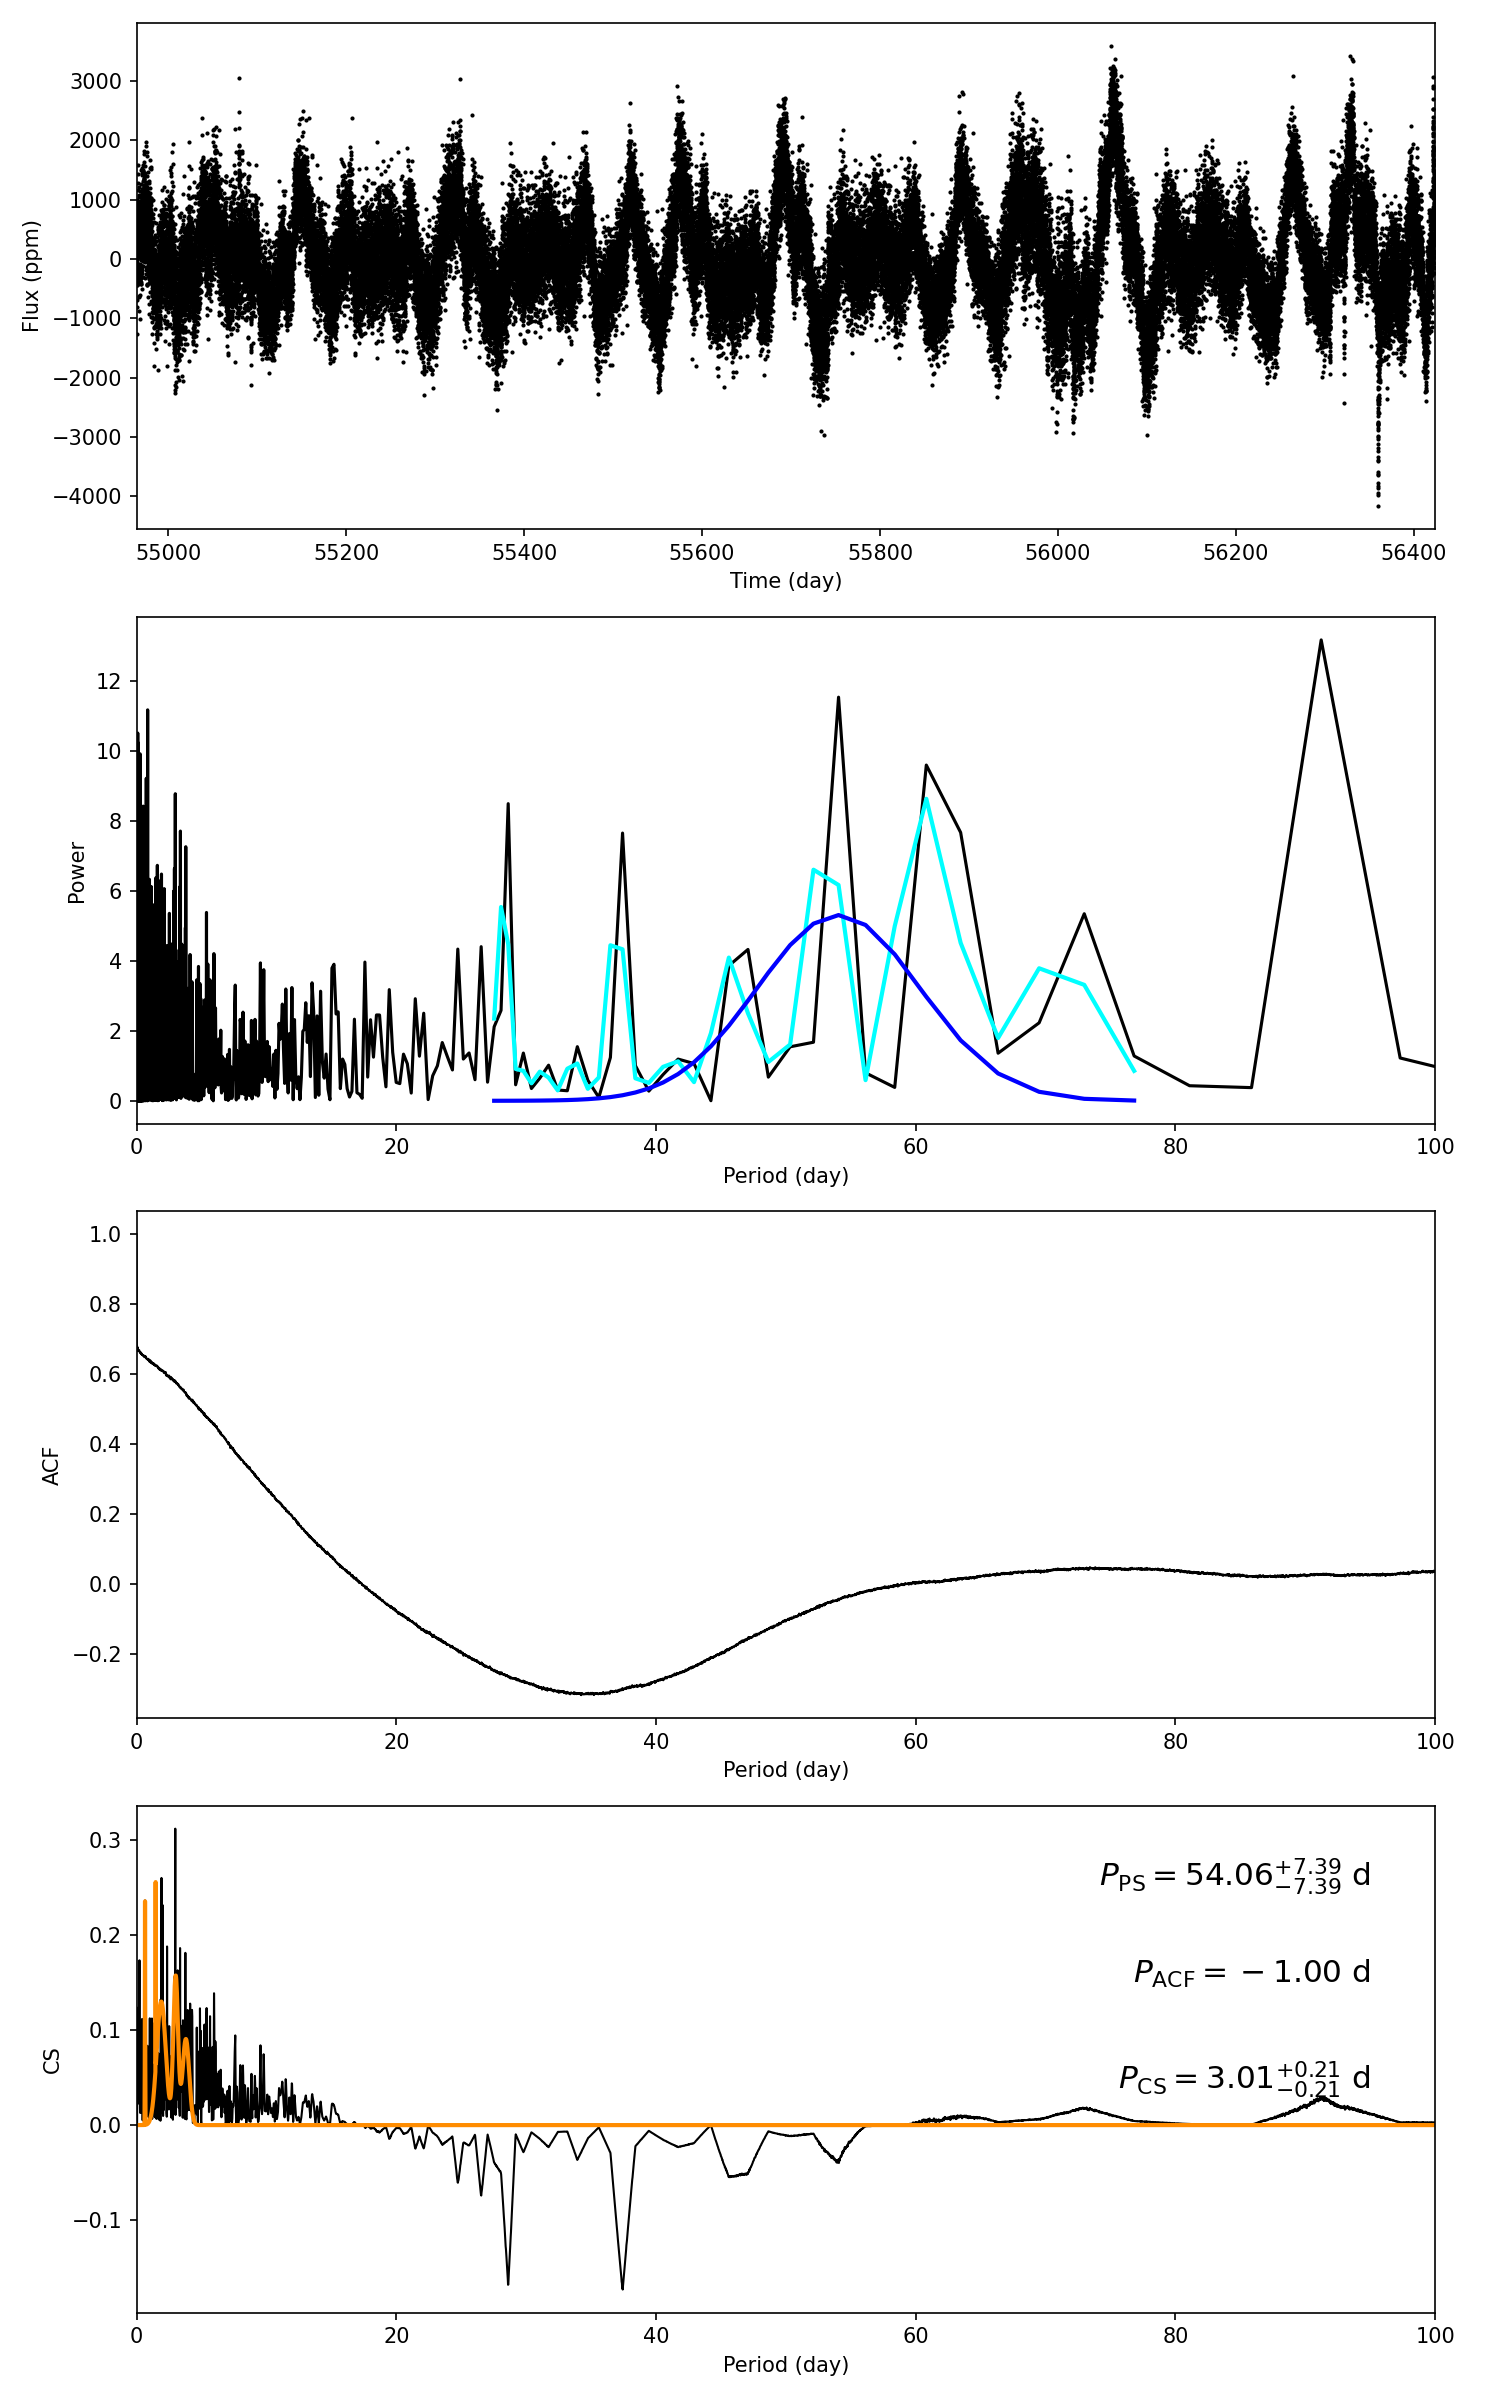 3000
2000
1000
0
−1000
−2000
−3000
−4000
Flux (ppm)
55000 55200 55400 55600 55800 56000 56200 56400
Time (day)
12
10
8
6
4
2
0
Power
0 20 40 60 80 100
Period (day)
1.0
0.8
0.6
0.4
0.2
0.0
−0.2
ACF
0 20 40 60 80 100
Period (day)
0.3
0.2
0.1
0.0
−0.1
CS
P_PS = 54.06^{+7.39}_{−7.39} d
P_ACF = −1.00 d
P_CS = 3.01^{+0.21}_{−0.21} d
0 20 40 60 80 100
Period (day)